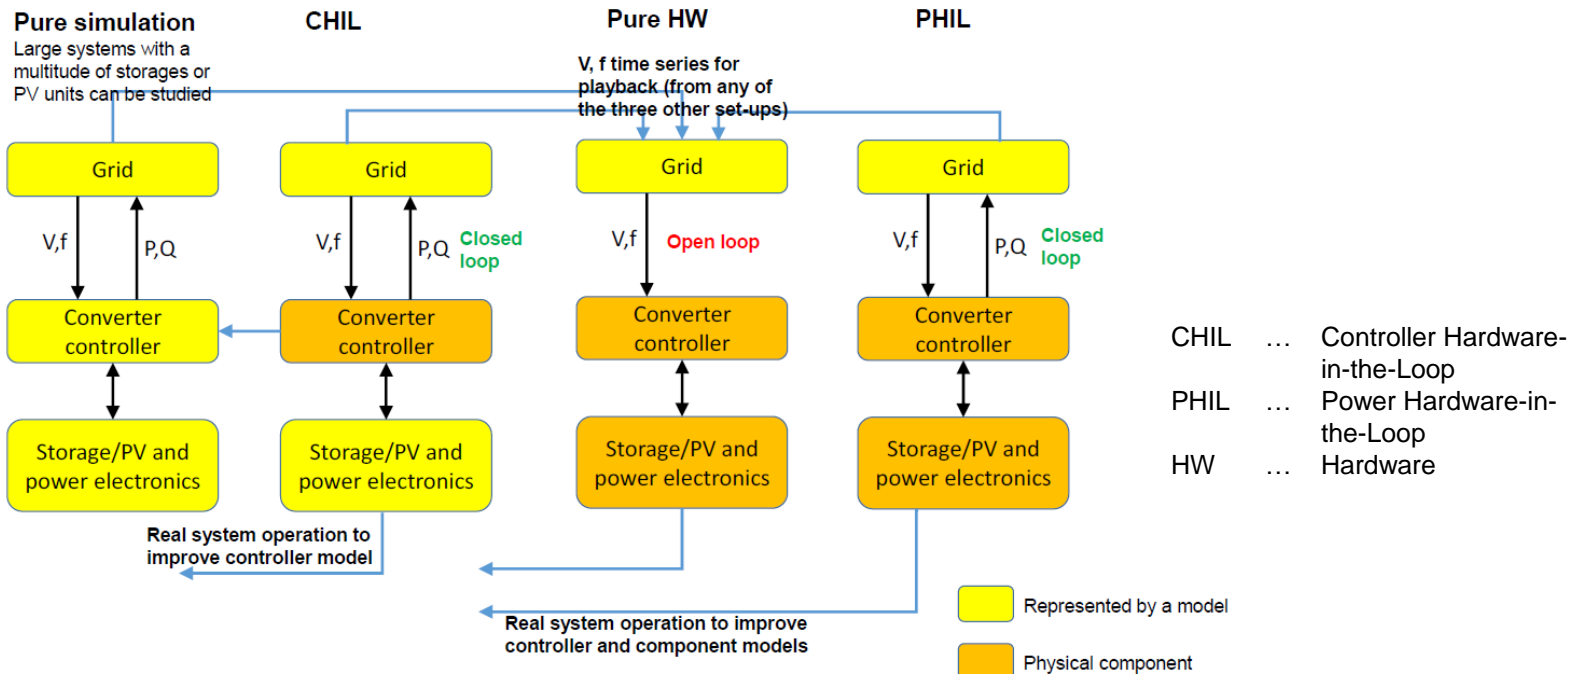 Pure simulation
Large systems with a
multitude of storages or
PV units can be studied
CHIL
Pure HW
V, f time series for
playback (from any of
the three other set-ups)
PHIL
Grid
Grid
Grid
Grid
V,f
P,Q
V,f
P,Q
Closed
loop
V,f
Open loop
V,f
P,Q
Closed
loop
Converter
controller
Converter
controller
Converter
controller
Converter
controller
Storage/PV and
power electronics
Storage/PV and
power electronics
Storage/PV and
power electronics
Storage/PV and
power electronics
Real system operation to
improve controller model
Real system operation to improve
controller and component models
CHIL … Controller Hardware-
in-the-Loop
PHIL … Power Hardware-in-
the-Loop
HW … Hardware
Represented by a model
Physical component